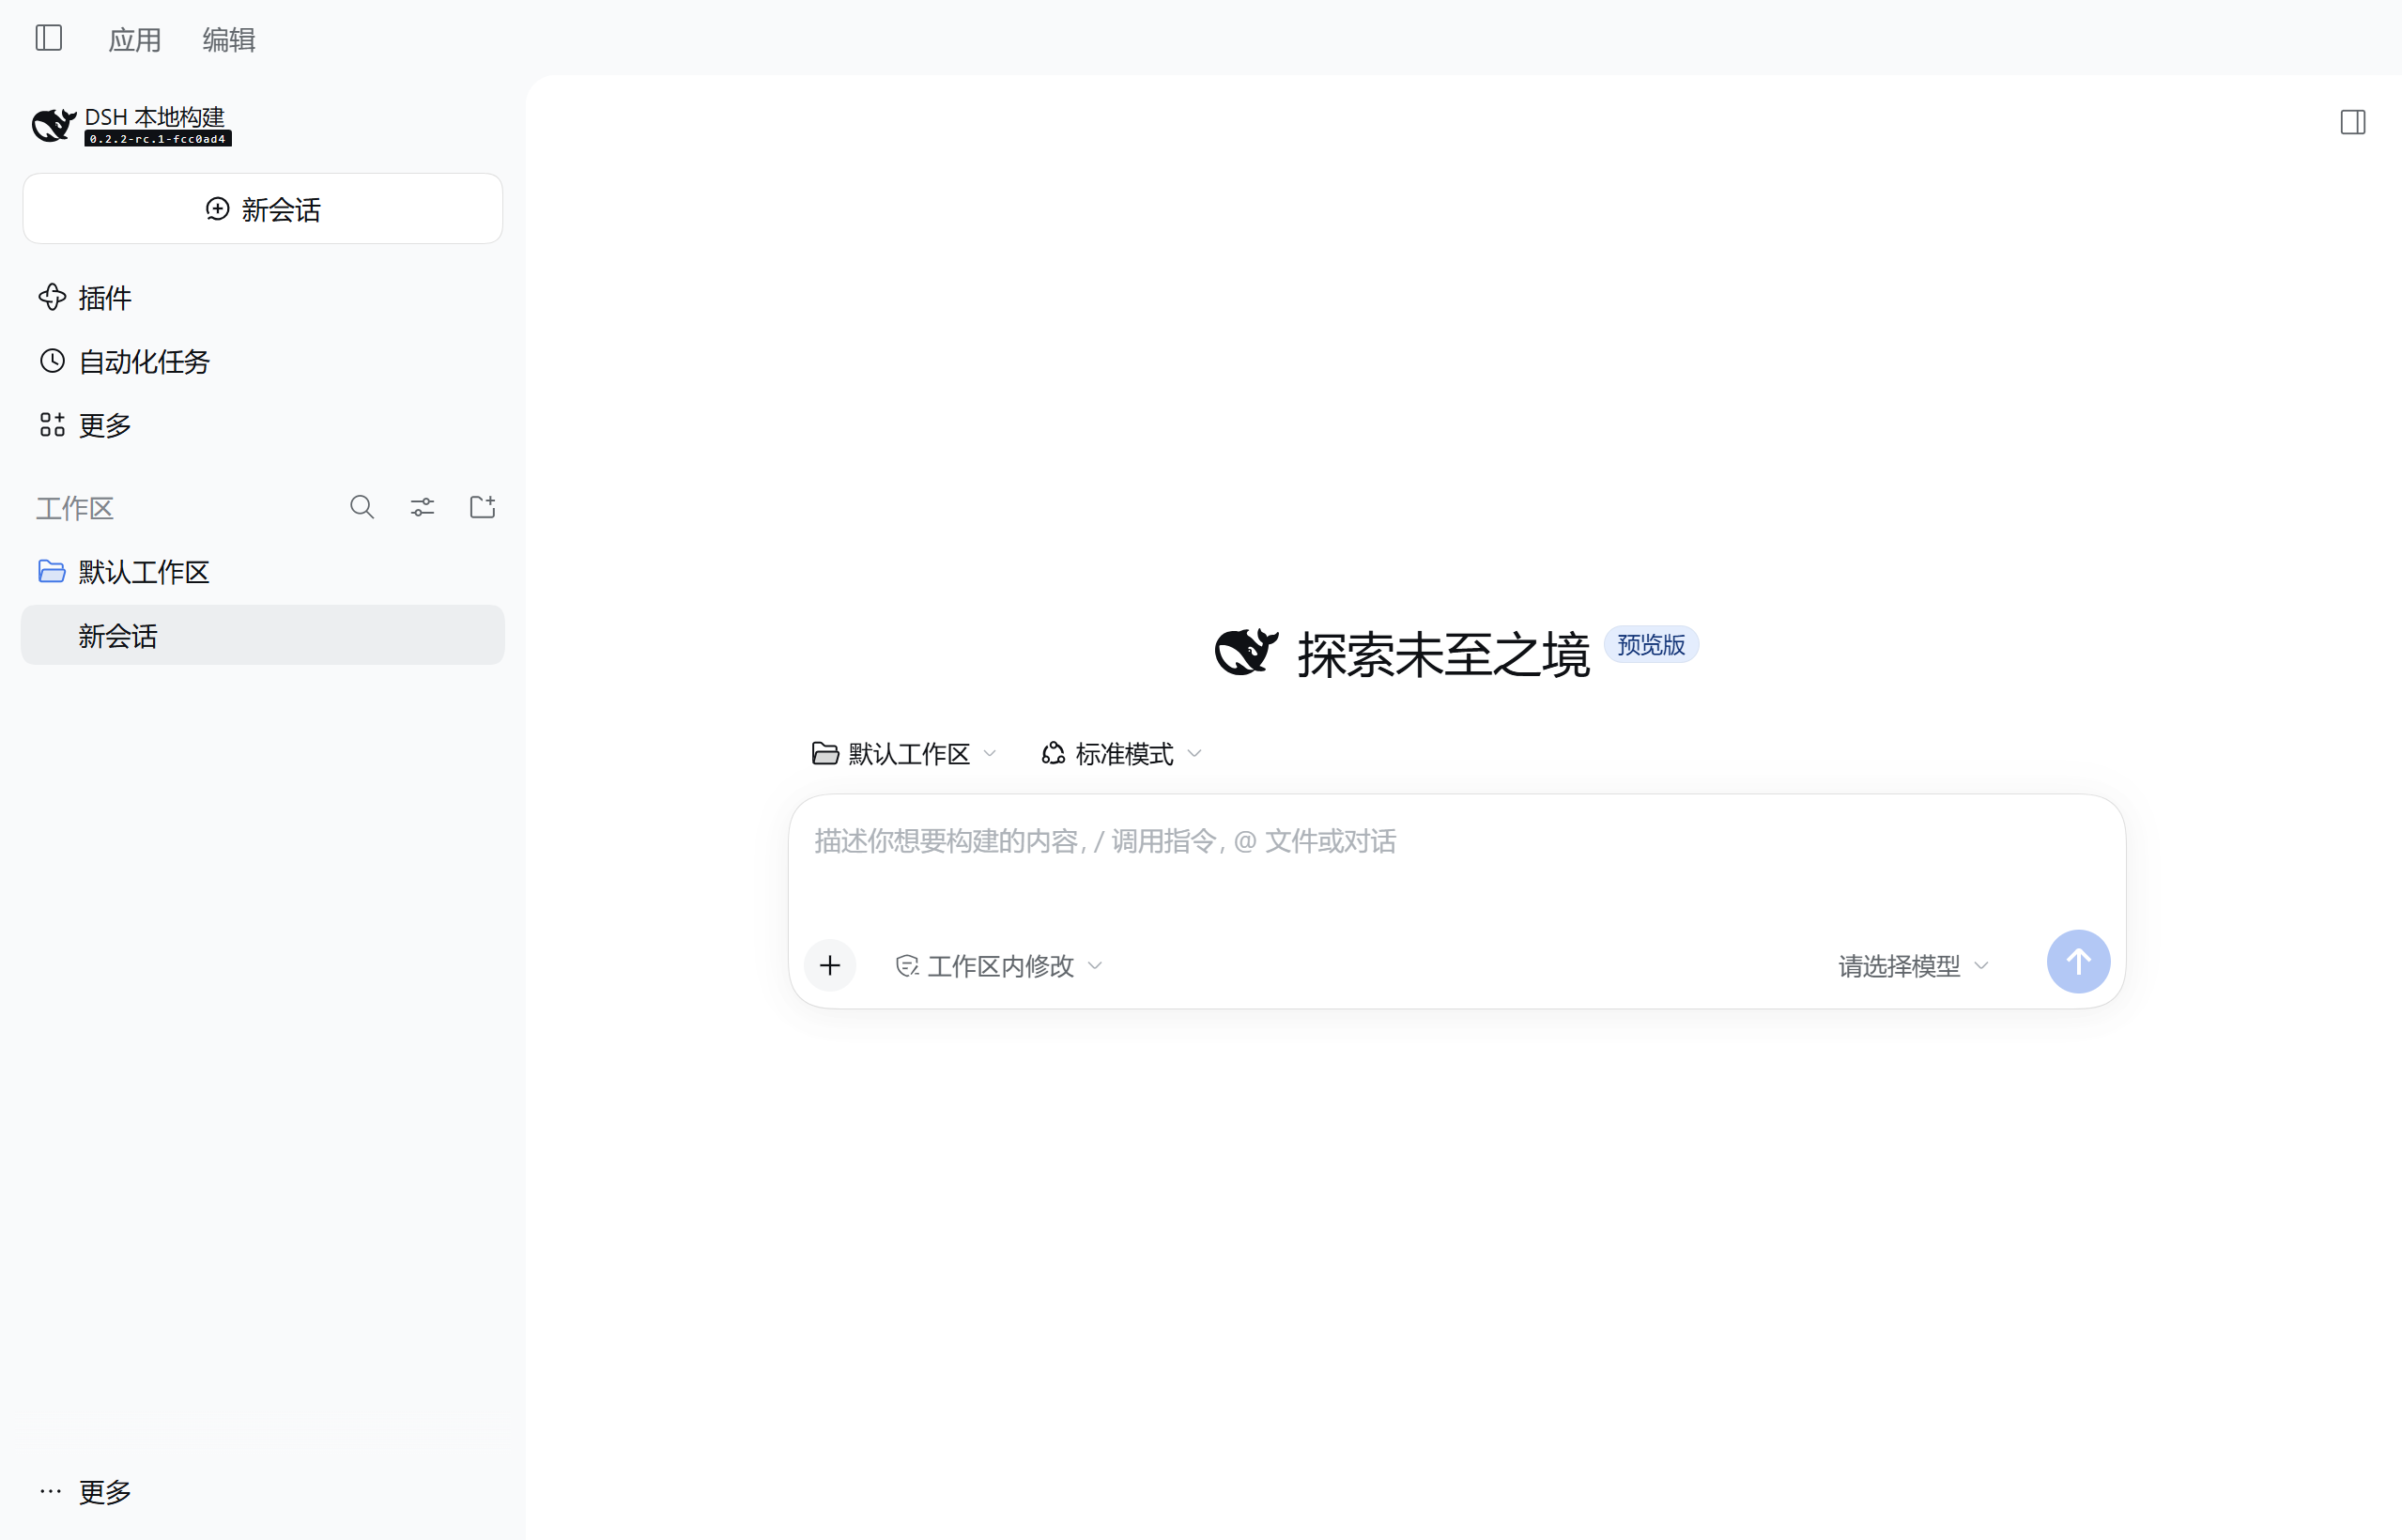 应用 编辑
DSH 本地构建
0.2.2-rc.1-fcc0ad4
新会话
插件
自动化任务
更多
工作区
默认工作区
新会话
探索未至之境 预览版
默认工作区 标准模式
描述你想要构建的内容, / 调用指令, @ 文件或对话
工作区内修改 请选择模型
更多